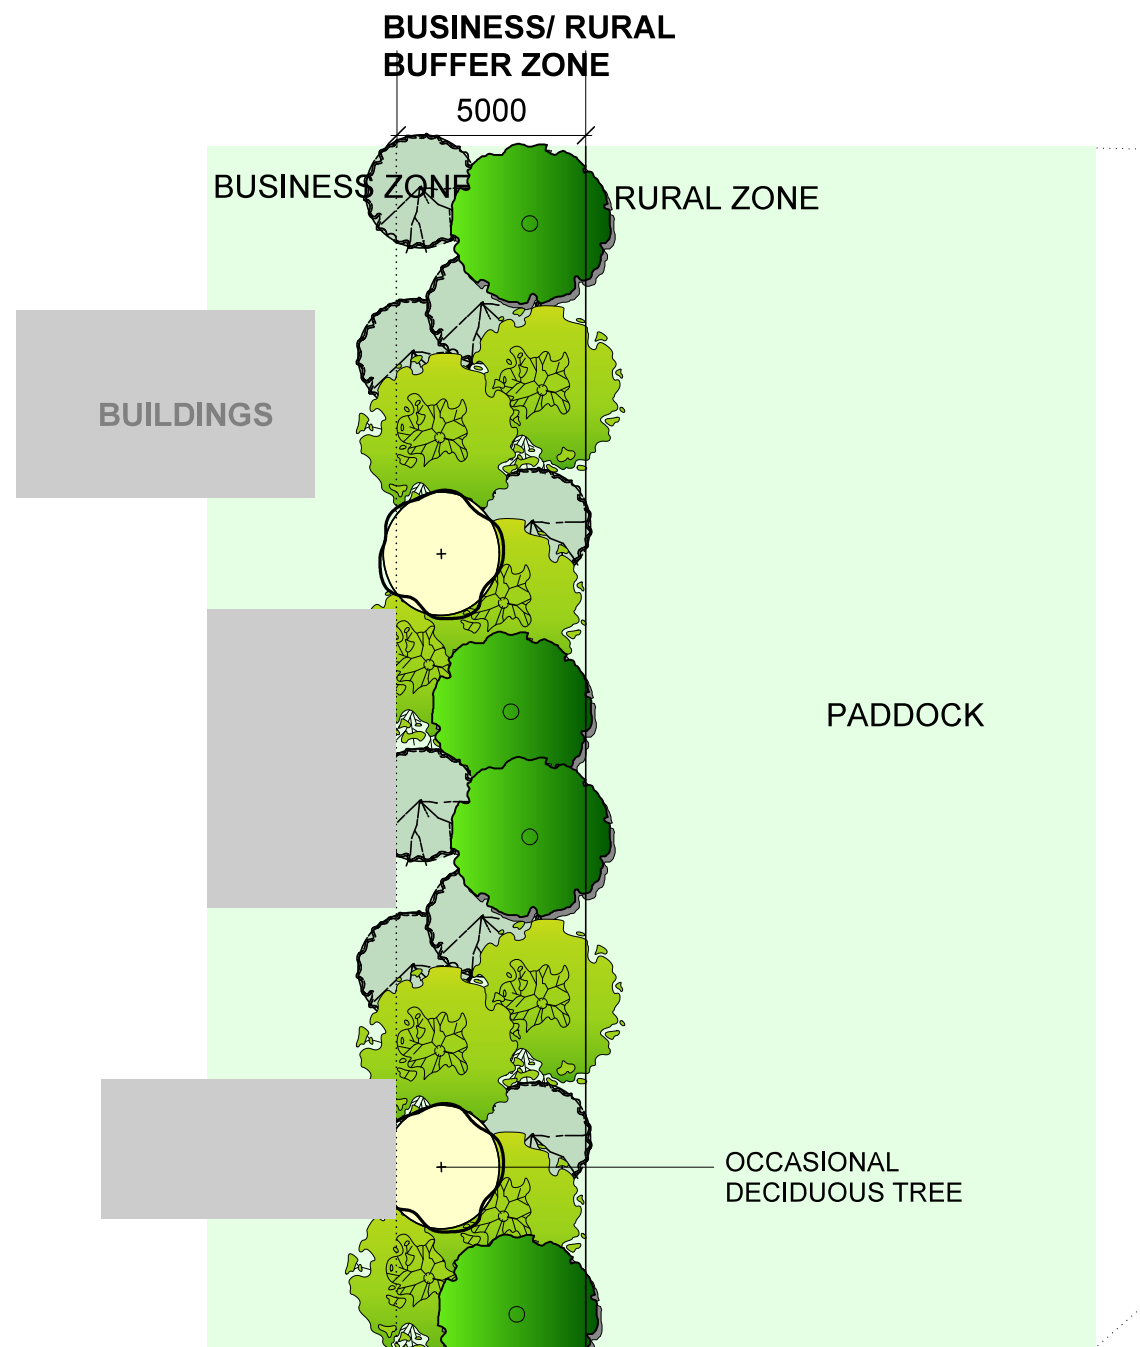 BUSINESS/ RURAL
BUFFER ZONE
5000
BUSINESS ZONE
RURAL ZONE
BUILDINGS
PADDOCK
OCCASIONAL
DECIDUOUS TREE